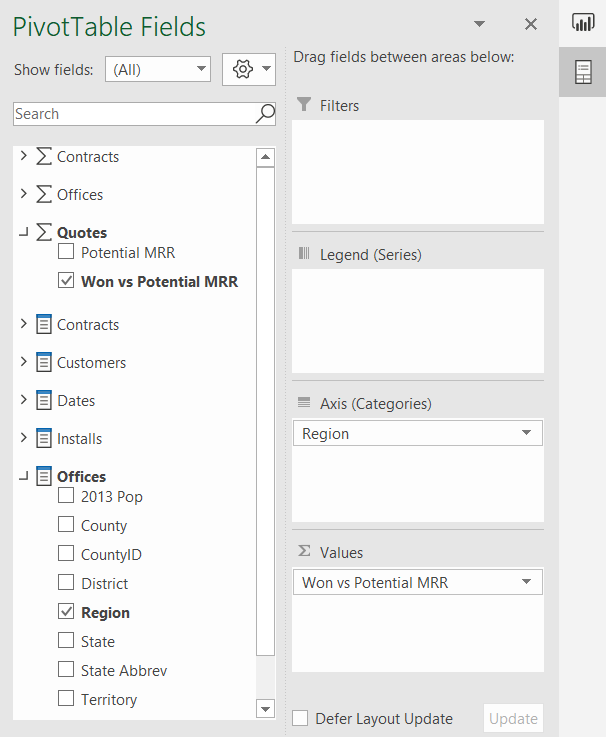 PivotTable Fields
Show fields: (All)
Search
Contracts
Offices
Quotes
Potential MRR
Won vs Potential MRR
Contracts
Customers
Dates
Installs
Offices
2013 Pop
County
CountyID
District
Region
State
State Abbrev
Territory
Drag fields between areas below:
Filters
Legend (Series)
Axis (Categories)
Region
Values
Won vs Potential MRR
Defer Layout Update
Update